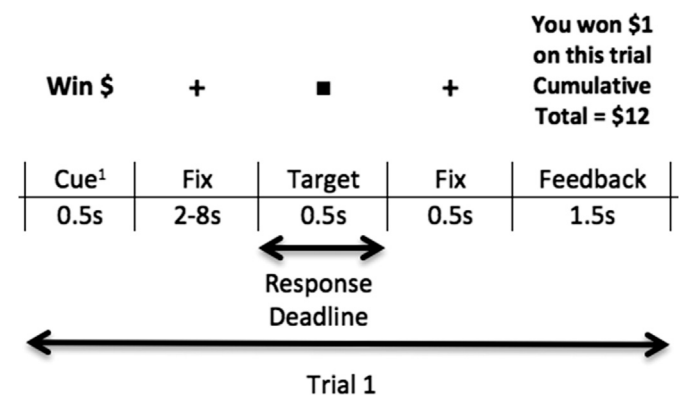 You won $1
on this trial
Win $ + ■ + Cumulative
Total = $12
Cue¹ Fix Target Fix Feedback
0.5s 2-8s 0.5s 0.5s 1.5s
Response
Deadline
Trial 1